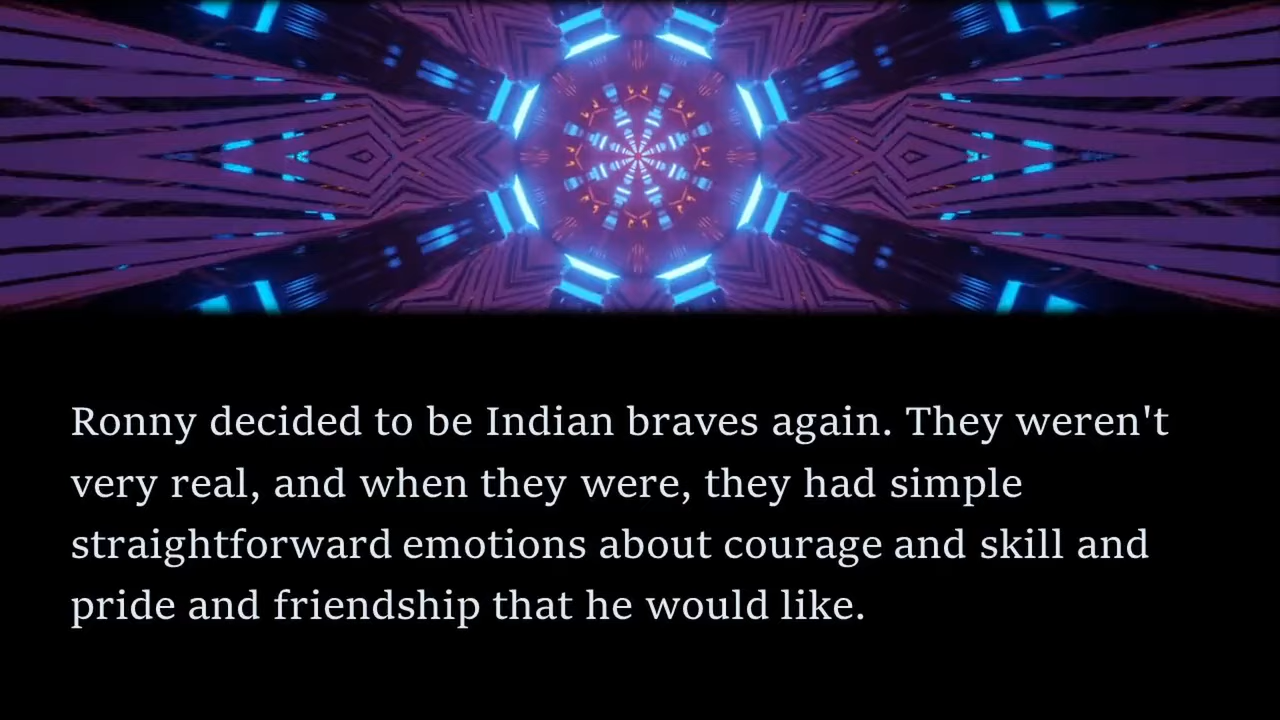 Ronny decided to be Indian braves again. They weren't
very real, and when they were, they had simple
straightforward emotions about courage and skill and
pride and friendship that he would like.